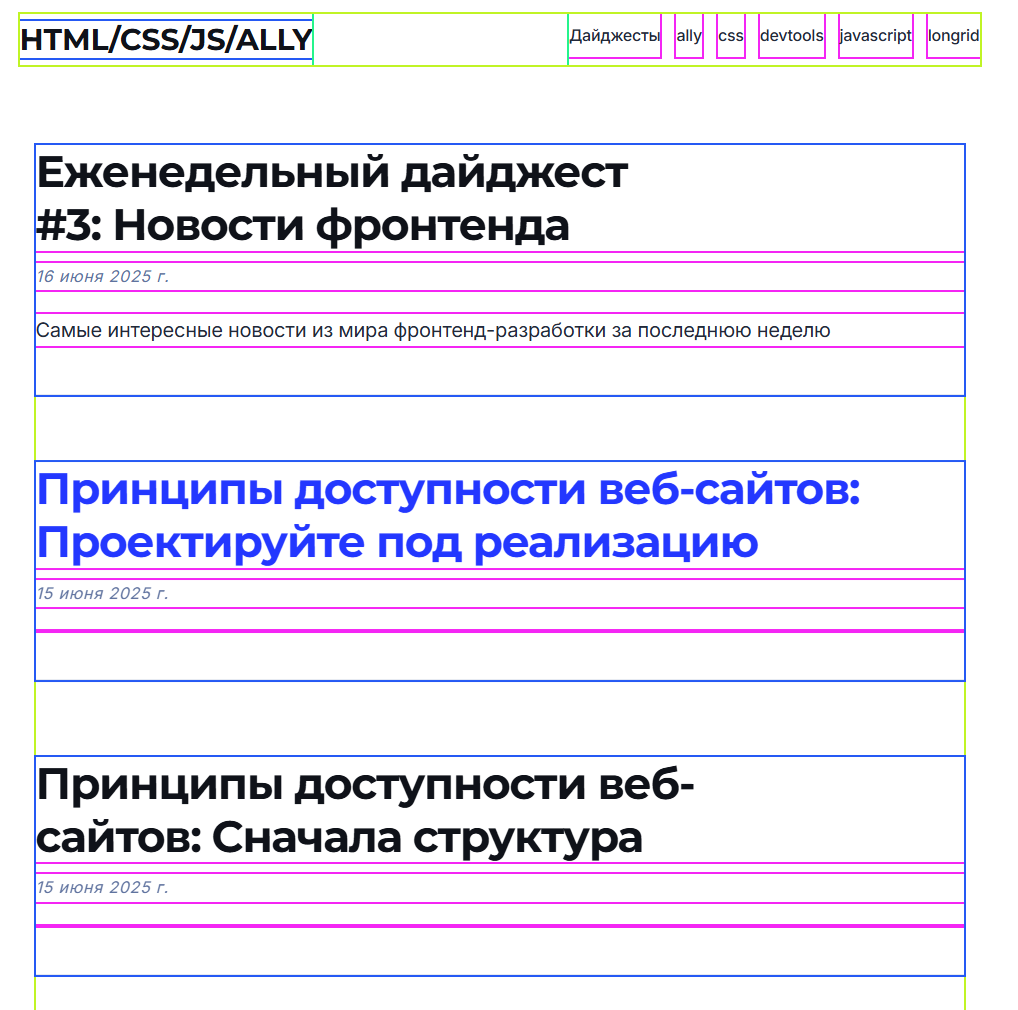 HTML/CSS/JS/ALLY
Дайджесты ally css devtools javascript longrid
Еженедельный дайджест
#3: Новости фронтенда
16 июня 2025 г.
Самые интересные новости из мира фронтенд-разработки за последнюю неделю
Принципы доступности веб-сайтов:
Проектируйте под реализацию
15 июня 2025 г.
Принципы доступности веб-
сайтов: Сначала структура
15 июня 2025 г.